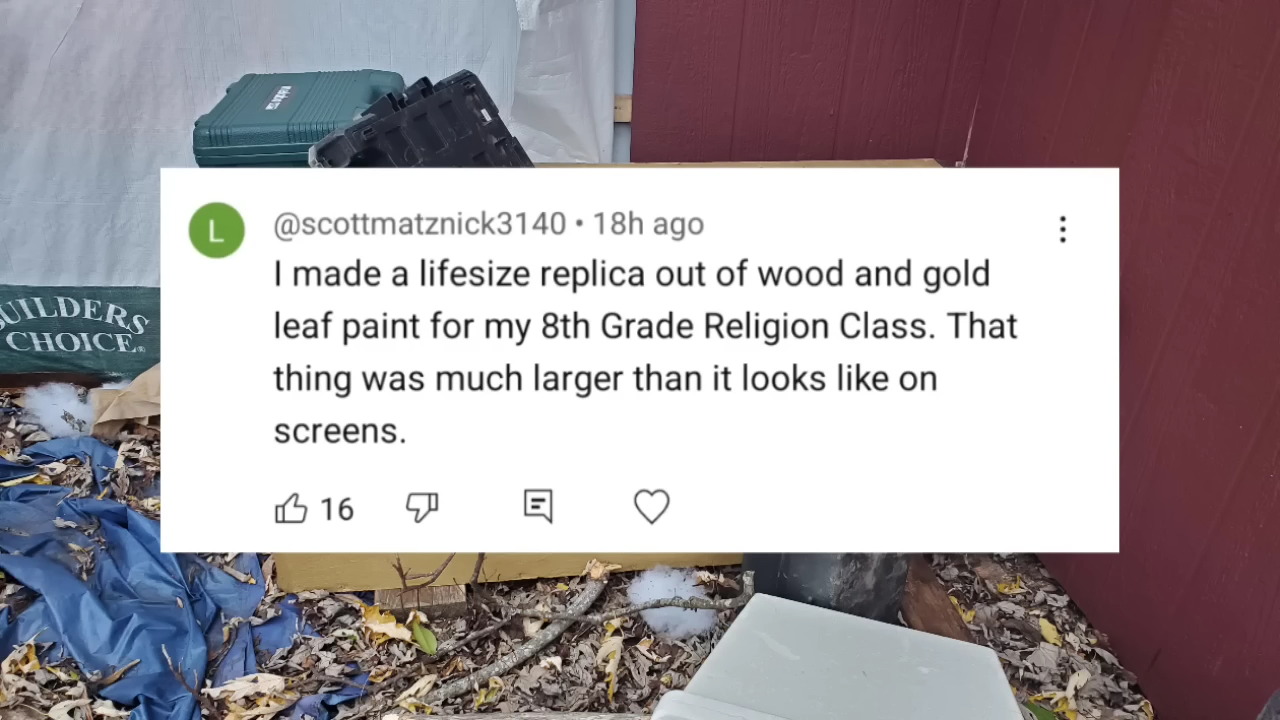 @scottmatznick3140 • 18h ago
I made a lifesize replica out of wood and gold
leaf paint for my 8th Grade Religion Class. That
thing was much larger than it looks like on
screens.
16
L
UILDERS
CHOICE